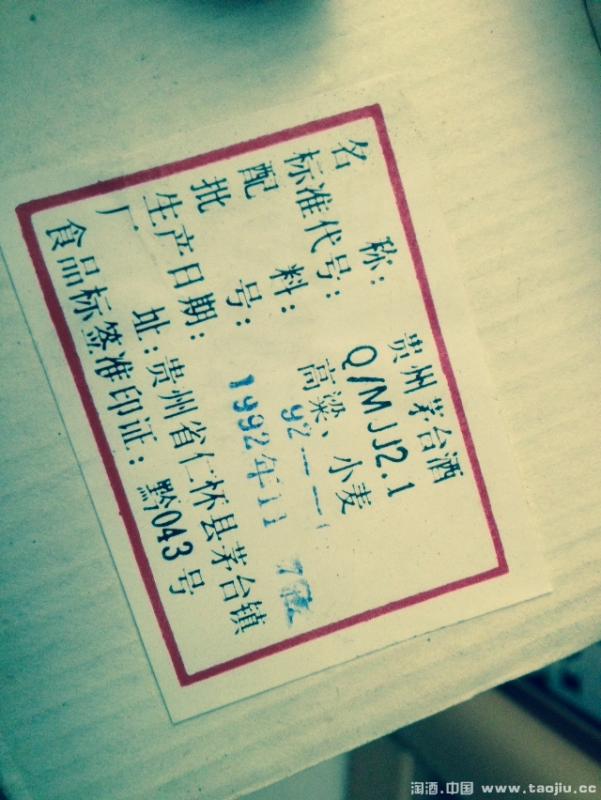 名 称：贵州茅台酒
标准代号：Q/MJJ2.1
配 料：高粱、小麦
批 号：92—
生产日期：1992年11
厂 址：贵州省仁怀县茅台镇
食品标签准印证：黔043号
淘酒.中国 www.taojiu.cc